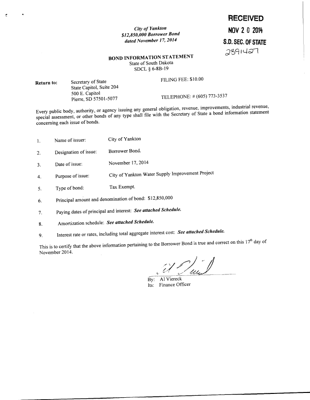 City of Yankton
$12,850,000 Borrower Bond
dated November 17, 2014
RECEIVED
NOV 20 2014
S.D. SEC. OF STATE
2391427
BOND INFORMATION STATEMENT
State of South Dakota
SDCL § 6-8B-19
Return to: Secretary of State FILING FEE: $10.00
State Capitol, Suite 204
500 E. Capitol
Pierre, SD 57501-5077 TELEPHONE # (605) 773-3537
Every public body, authority, or agency issuing any general obligation, revenue, improvements, industrial revenue,
special assessment, or other bonds of any type shall file with the Secretary of State a bond information statement
concerning each issue of bonds.
1. Name of issuer: City of Yankton
2. Designation of issue: Borrower Bond.
3. Date of issue: November 17, 2014
4. Purpose of issue: City of Yankton Water Supply Improvement Project
5. Type of bond: Tax Exempt.
6. Principal amount and denomination of bond: $12,850,000
7. Paying dates of principal and interest: See attached Schedule.
8. Amortization schedule: See attached Schedule.
9. Interest rate or rates, including total aggregate interest cost: See attached Schedule.
This is to certify that the above information pertaining to the Borrower Bond is true and correct on this 17th day of
November 2014.
By: Al Viereck
Its: Finance Officer